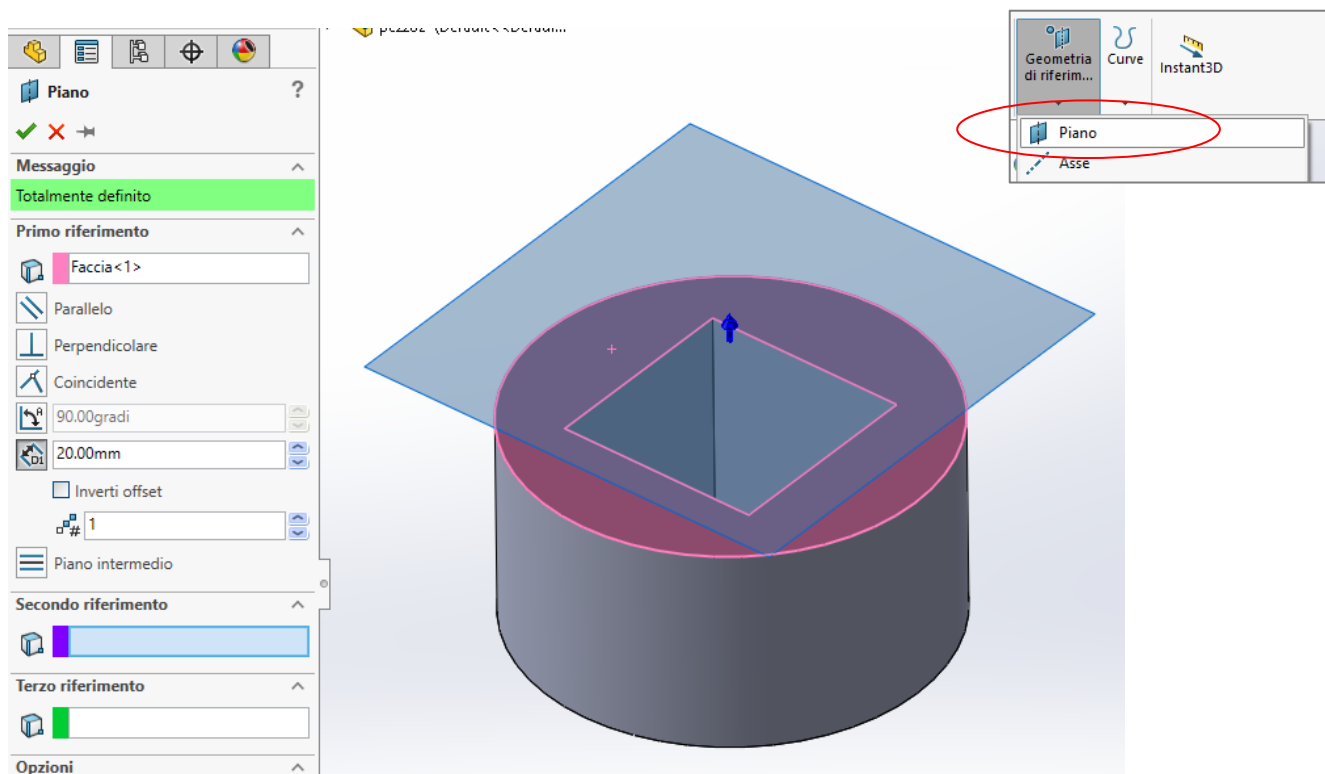 Piano
?
Messaggio
Totalmente definito
Primo riferimento
Faccia<1>
Parallelo
Perpendicolare
Coincidente
90.00gradi
D1
20.00mm
Inverti offset
# 1
Piano intermedio
Secondo riferimento
Terzo riferimento
Opzioni
Geometria
di riferim...
Curve
Instant3D
Piano
Asse